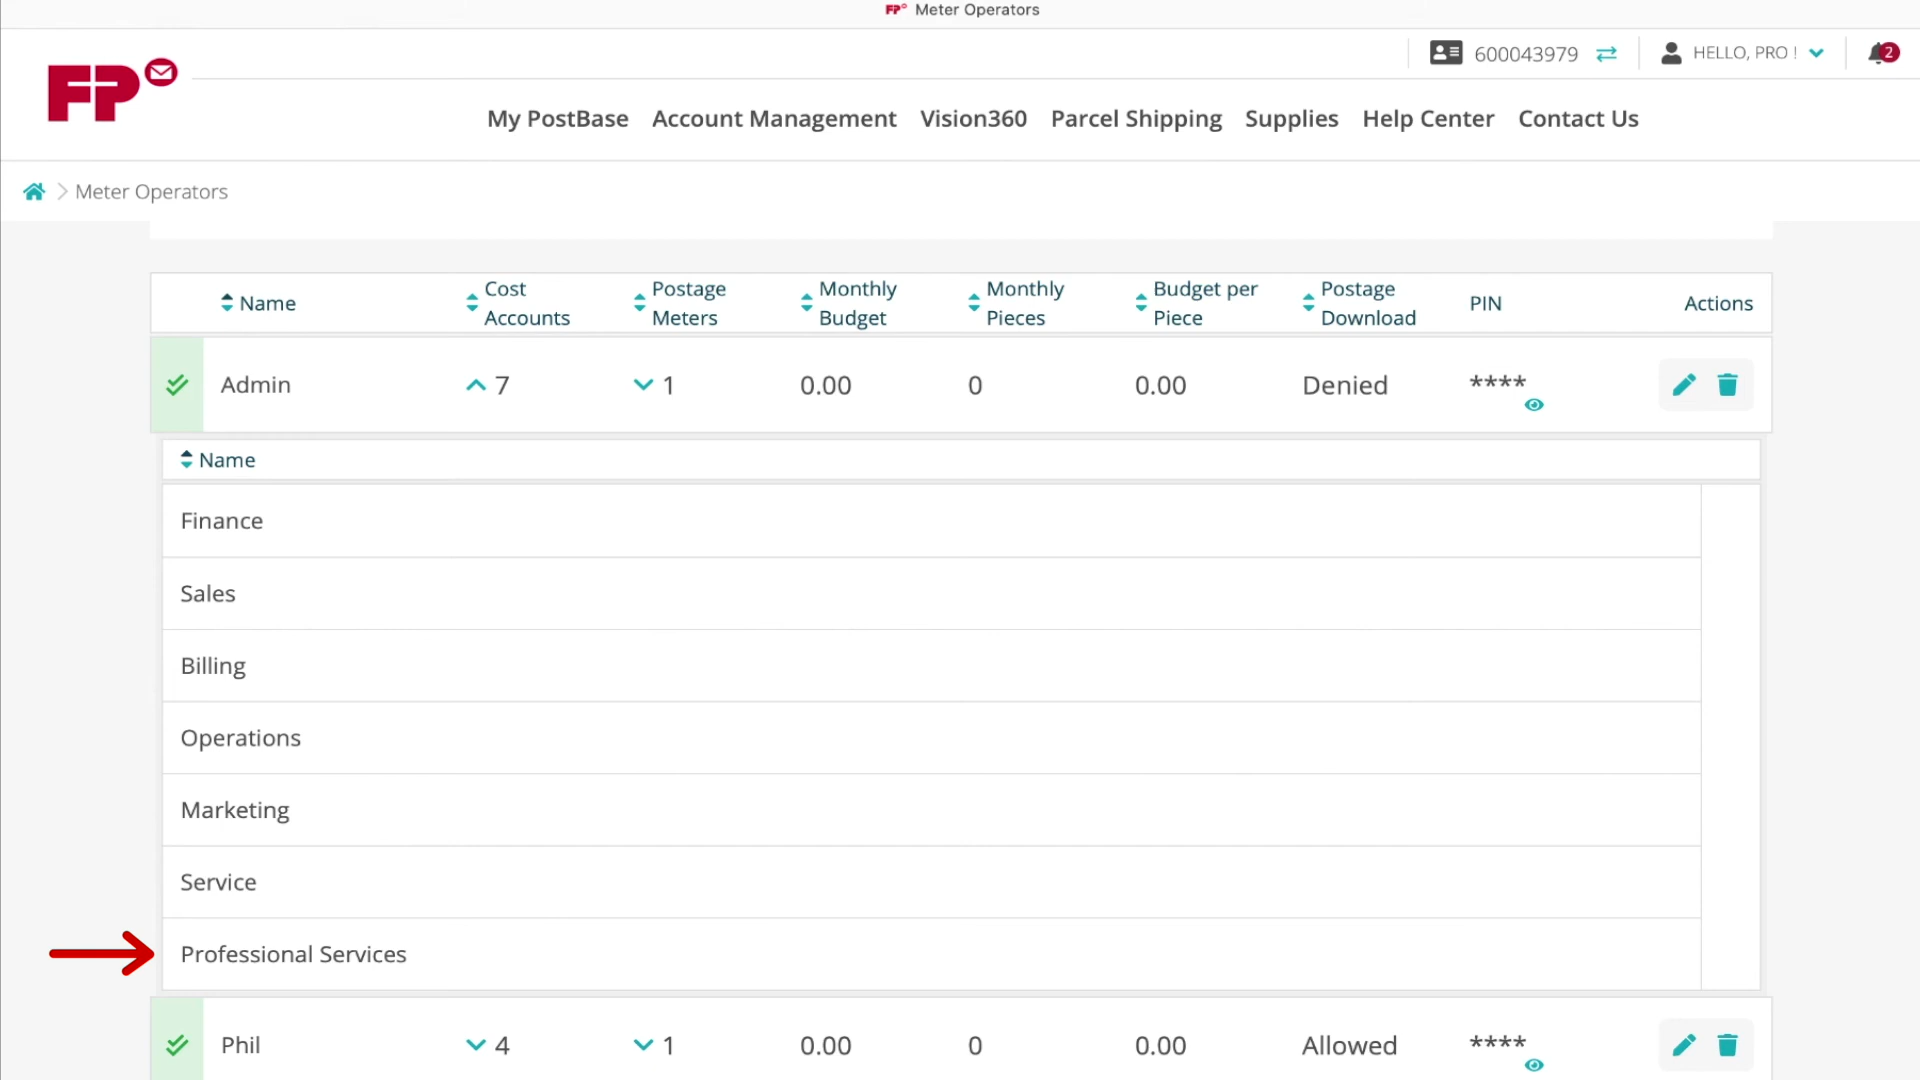 FP Meter Operators
600043979
HELLO, PRO !
2
FP
My PostBase Account Management Vision360 Parcel Shipping Supplies Help Center Contact Us
Meter Operators
Name Cost Accounts Postage Meters Monthly Budget Monthly Pieces Budget per Piece Postage Download PIN Actions
Admin 7 1 0.00 0 0.00 Denied ****
Name
Finance
Sales
Billing
Operations
Marketing
Service
Professional Services
Phil 4 1 0.00 0 0.00 Allowed ****